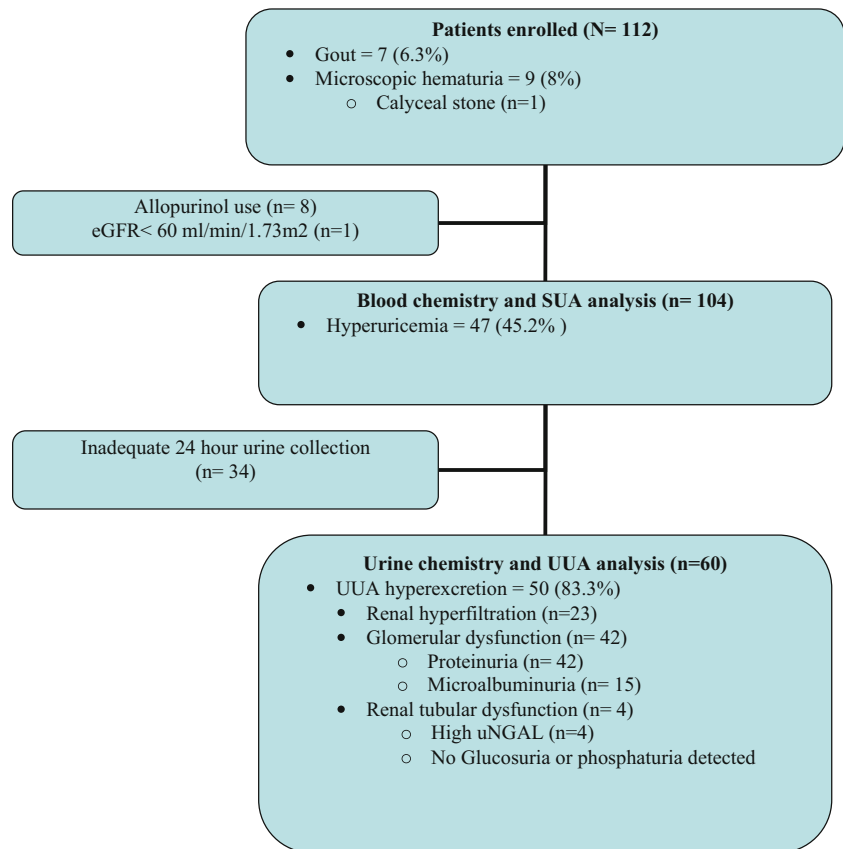 Patients enrolled (N= 112)
• Gout = 7 (6.3%)
• Microscopic hematuria = 9 (8%)
o Calyceal stone (n=1)
Allopurinol use (n= 8)
eGFR< 60 ml/min/1.73m2 (n=1)
Blood chemistry and SUA analysis (n= 104)
• Hyperuricemia = 47 (45.2% )
Inadequate 24 hour urine collection
(n= 34)
Urine chemistry and UUA analysis (n=60)
• UUA hyperexcretion = 50 (83.3%)
• Renal hyperfiltration (n=23)
• Glomerular dysfunction (n= 42)
o Proteinuria (n= 42)
o Microalbuminuria (n= 15)
• Renal tubular dysfunction (n= 4)
o High uNGAL (n=4)
o No Glucosuria or phosphaturia detected